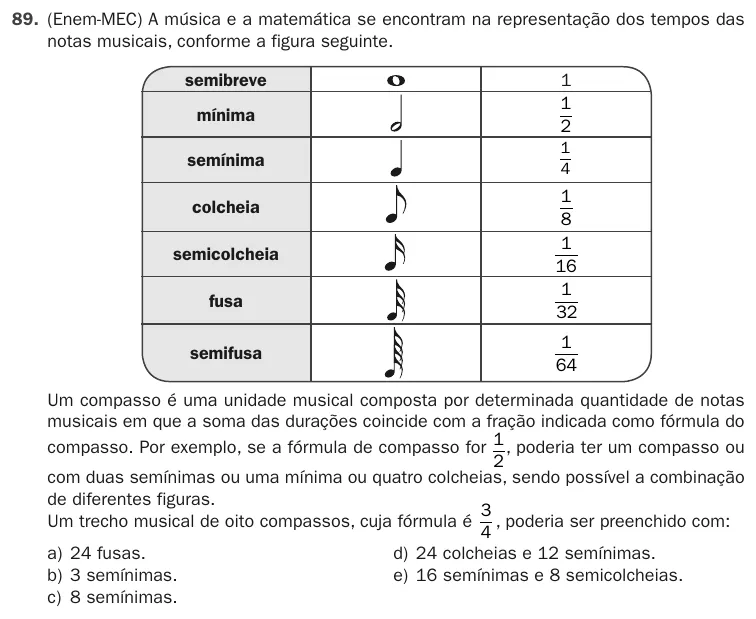 89. (Enem-MEC) A música e a matemática se encontram na representação dos tempos das
notas musicais, conforme a figura seguinte.
semibreve 1
mínima 1/2
semínima 1/4
colcheia 1/8
semicolcheia 1/16
fusa 1/32
semifusa 1/64
Um compasso é uma unidade musical composta por determinada quantidade de notas
musicais em que a soma das durações coincide com a fração indicada como fórmula do
compasso. Por exemplo, se a fórmula de compasso for 1/2, poderia ter um compasso ou
com duas semínimas ou uma mínima ou quatro colcheias, sendo possível a combinação
de diferentes figuras.
Um trecho musical de oito compassos, cuja fórmula é 3/4, poderia ser preenchido com:
a) 24 fusas.
b) 3 semínimas.
c) 8 semínimas.
d) 24 colcheias e 12 semínimas.
e) 16 semínimas e 8 semicolcheias.